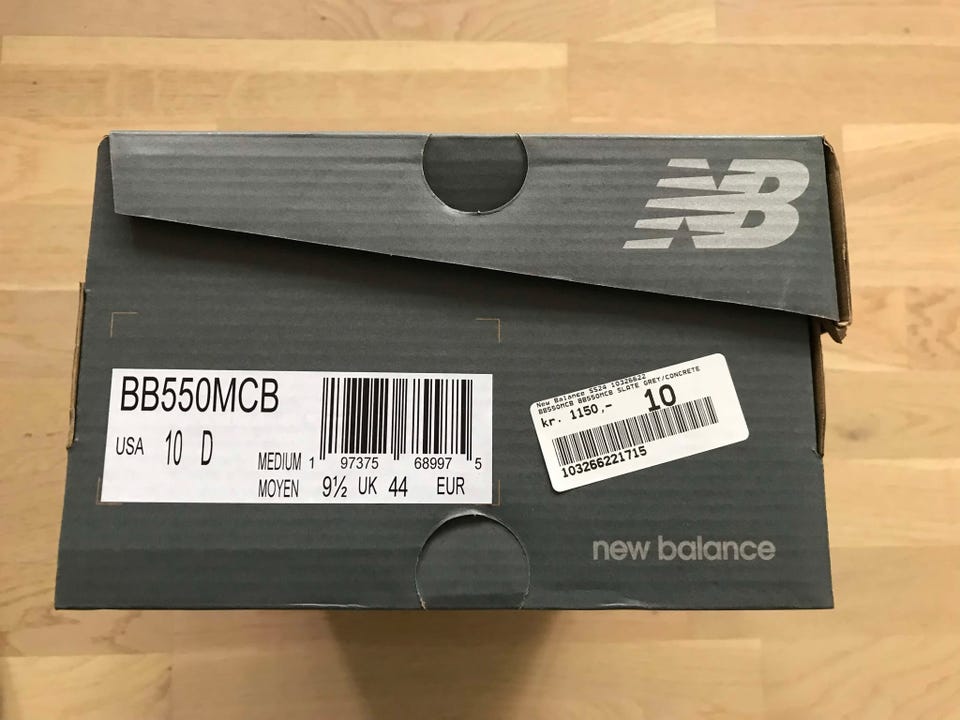 NB
BB550MCB
USA 10 D
MEDIUM 1 97375 68997 5
MOYEN 9½ UK 44 EUR
New Balance SS24 10326622
BB550MCB BB550MCB SLATE GREY/CONCRETE
kr. 1150,- 10
103266221715
new balance